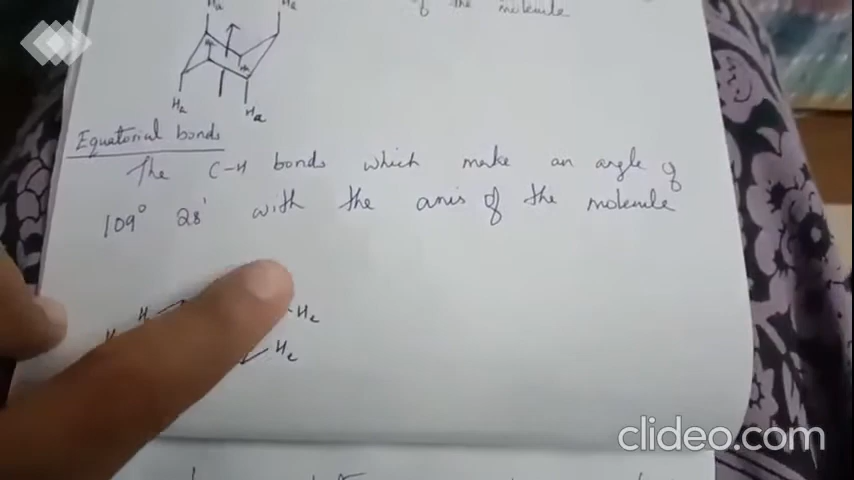 of the molecule
Ha Ha
Ha Ha
Equatorial bonds
The C-H bonds which make an angle of
109° 28' with the axis of the molecule
H He
H He
clideo.com